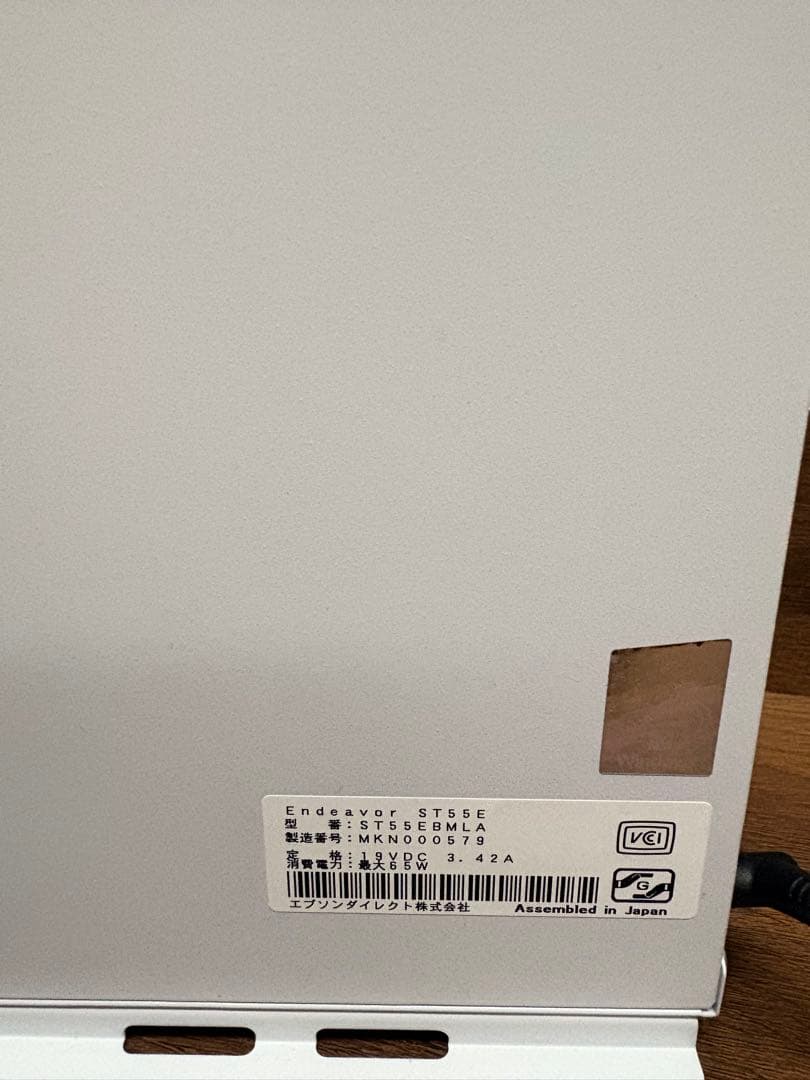 Endeavor ST55E
型 番:ST55EBMLA
製造番号:MKN000579
定 格:19VDC 3.42A
消費電力:最大65W
VCCI
G
エプソンダイレクト株式会社 Assembled in Japan